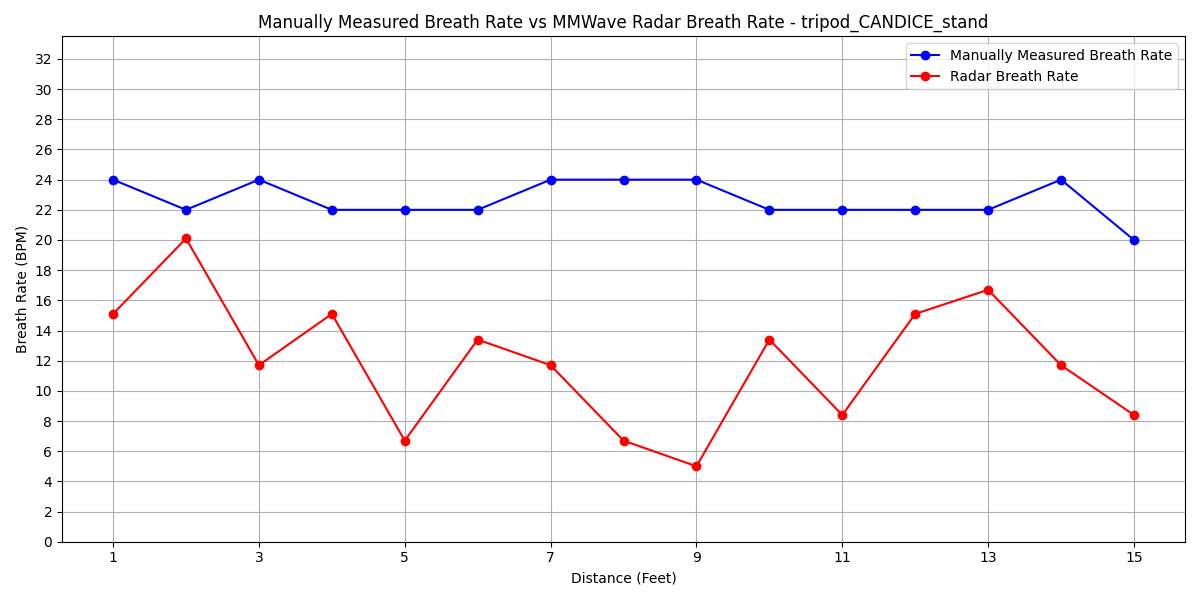 Manually Measured Breath Rate vs MMWave Radar Breath Rate - tripod_CANDICE_stand
Manually Measured Breath Rate
Radar Breath Rate
Breath Rate (BPM)
32
30
28
26
24
22
20
18
16
14
12
10
8
6
4
2
0
1 3 5 7 9 11 13 15
Distance (Feet)